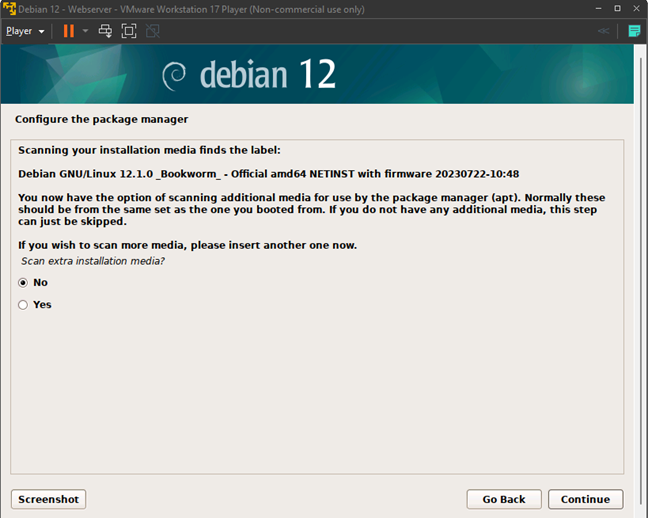 Debian 12 - Webserver - VMware Workstation 17 Player (Non-commercial use only)
Player
debian 12
Configure the package manager
Scanning your installation media finds the label:
Debian GNU/Linux 12.1.0 _Bookworm_ - Official amd64 NETINST with firmware 20230722-10:48
You now have the option of scanning additional media for use by the package manager (apt). Normally these
should be from the same set as the one you booted from. If you do not have any additional media, this step
can just be skipped.
If you wish to scan more media, please insert another one now.
Scan extra installation media?
No
Yes
Screenshot
Go Back
Continue